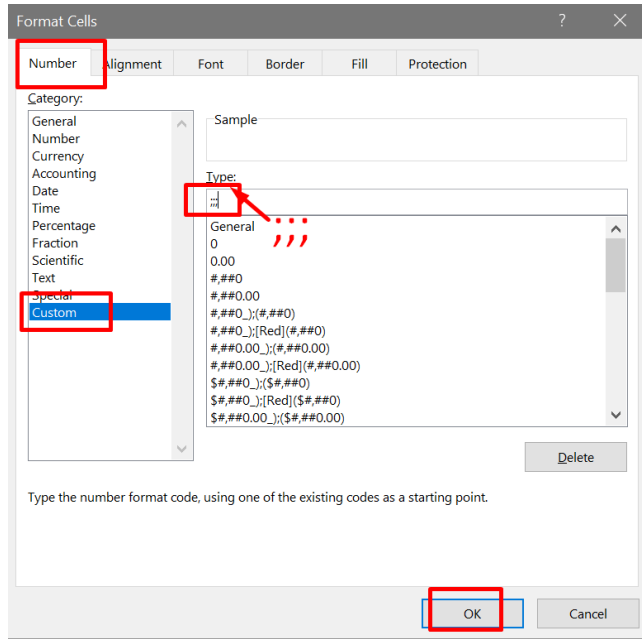 Format Cells ? ×
Number Alignment Font Border Fill Protection
Category:
General
Number
Currency
Accounting
Date
Time
Percentage
Fraction
Scientific
Text
Special
Custom
Sample
Type:
;;;
;;;
General
0
0.00
#,##0
#,##0.00
#,##0_);(#,##0)
#,##0_);[Red](#,##0)
#,##0.00_);(#,##0.00)
#,##0.00_);[Red](#,##0.00)
$#,##0_);($#,##0)
$#,##0_);[Red]($#,##0)
$#,##0.00_);($#,##0.00)
Delete
Type the number format code, using one of the existing codes as a starting point.
OK Cancel